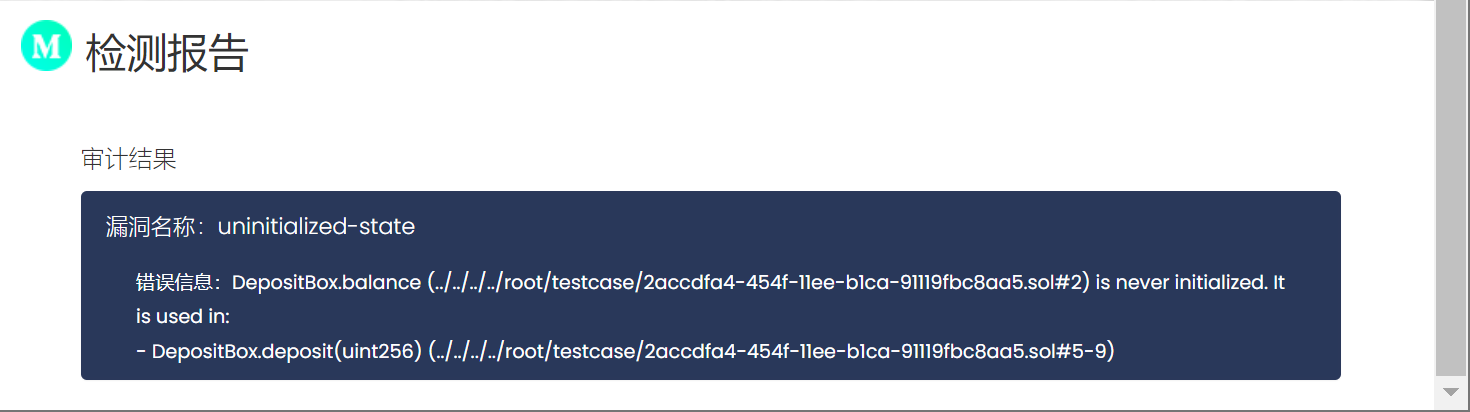 M 检测报告
审计结果
漏洞名称：uninitialized-state
错误信息：DepositBox.balance (../../../../root/testcase/2accdfa4-454f-11ee-b1ca-91119fbc8aa5.sol#2) is never initialized. It
is used in:
- DepositBox.deposit(uint256) (../../../../root/testcase/2accdfa4-454f-11ee-b1ca-91119fbc8aa5.sol#5-9)